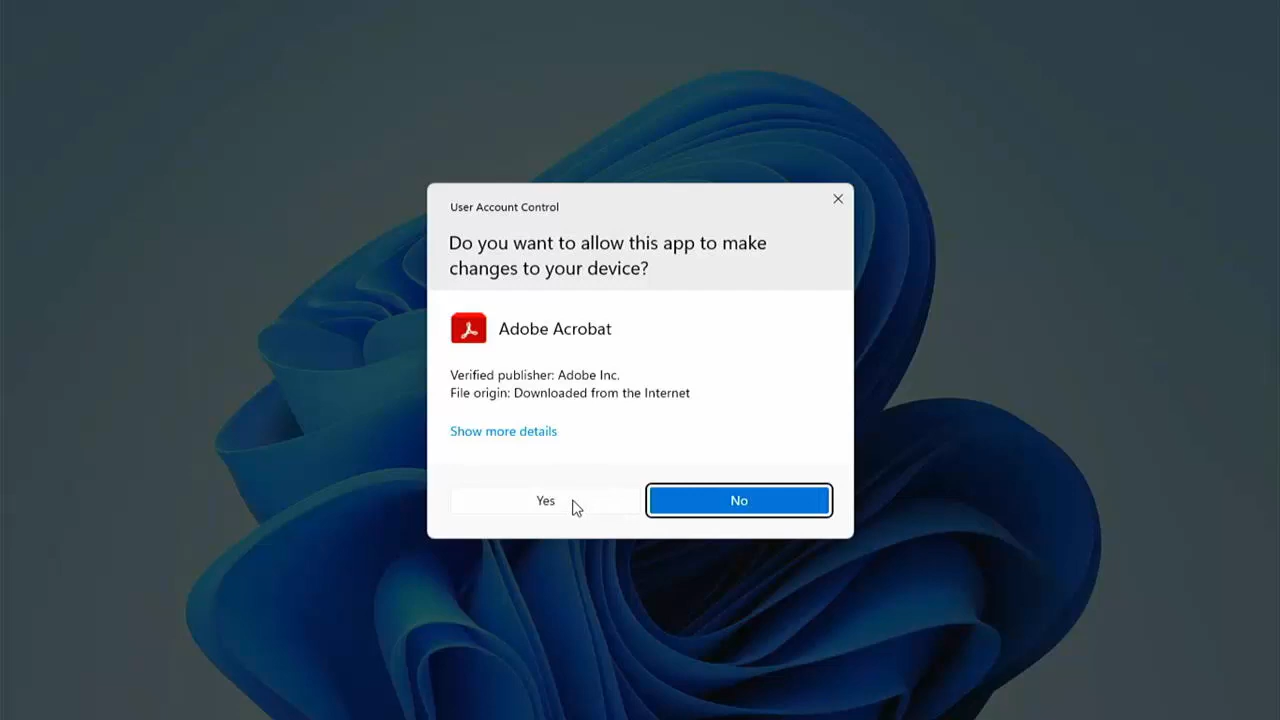 User Account Control
Do you want to allow this app to make
changes to your device?
Adobe Acrobat
Verified publisher: Adobe Inc.
File origin: Downloaded from the Internet
Show more details
Yes
No